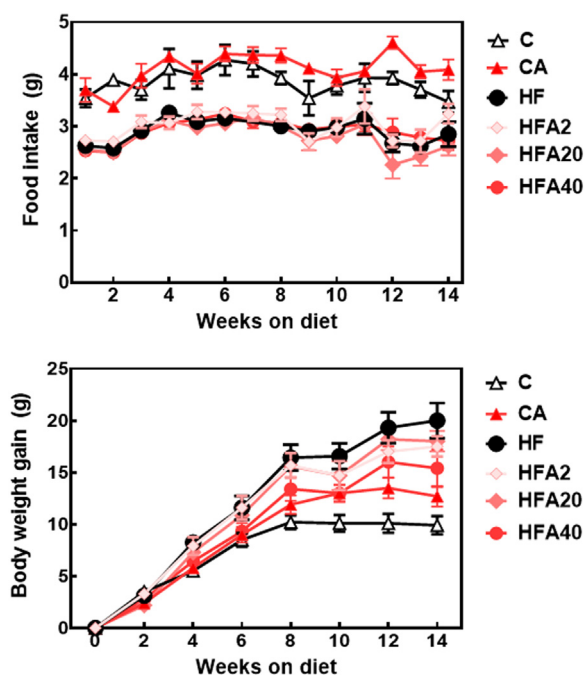 5
4
3
2
1
0
Food intake (g)
2 4 6 8 10 12 14
Weeks on diet
C
CA
HF
HFA2
HFA20
HFA40
25
20
15
10
5
0
Body weight gain (g)
0 2 4 6 8 10 12 14
Weeks on diet
C
CA
HF
HFA2
HFA20
HFA40